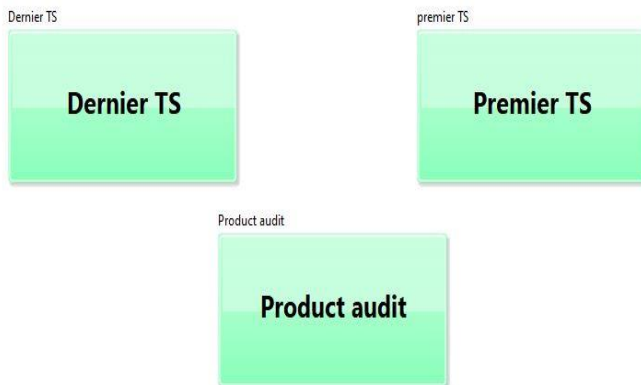 Dernier TS
premier TS
Dernier TS
Premier TS
Product audit
Product audit